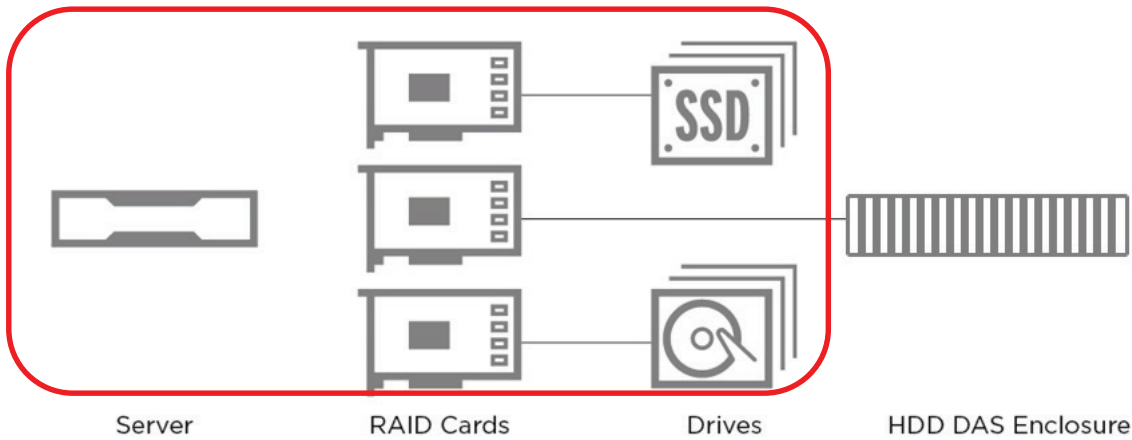 SSD
Server
RAID Cards
Drives
HDD DAS Enclosure